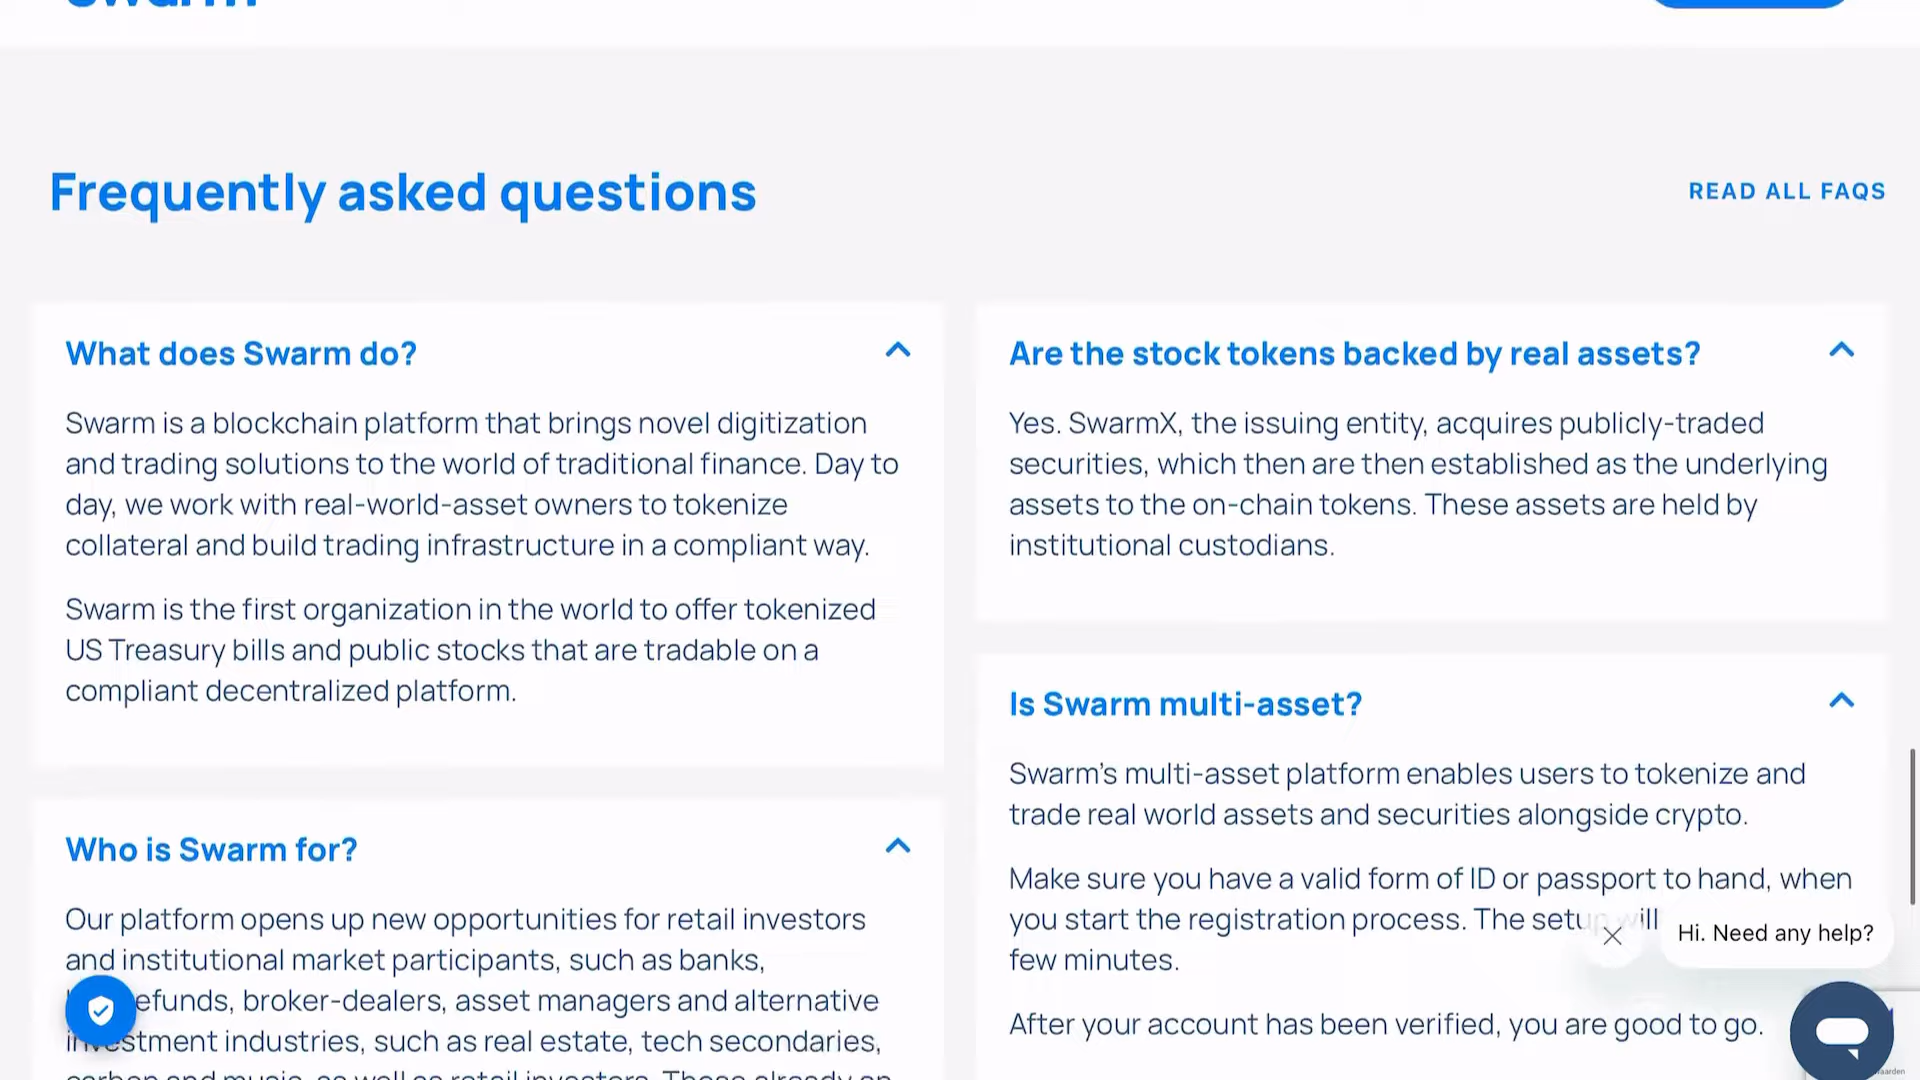 Frequently asked questions
READ ALL FAQS
What does Swarm do?
Swarm is a blockchain platform that brings novel digitization
and trading solutions to the world of traditional finance. Day to
day, we work with real-world-asset owners to tokenize
collateral and build trading infrastructure in a compliant way.
Swarm is the first organization in the world to offer tokenized
US Treasury bills and public stocks that are tradable on a
compliant decentralized platform.
Who is Swarm for?
Our platform opens up new opportunities for retail investors
and institutional market participants, such as banks,
efunds, broker-dealers, asset managers and alternative
investment industries, such as real estate, tech secondaries,
Are the stock tokens backed by real assets?
Yes. SwarmX, the issuing entity, acquires publicly-traded
securities, which then are then established as the underlying
assets to the on-chain tokens. These assets are held by
institutional custodians.
Is Swarm multi-asset?
Swarm's multi-asset platform enables users to tokenize and
trade real world assets and securities alongside crypto.
Make sure you have a valid form of ID or passport to hand, when
you start the registration process. The setup will
few minutes.
After your account has been verified, you are good to go.
Hi. Need any help?